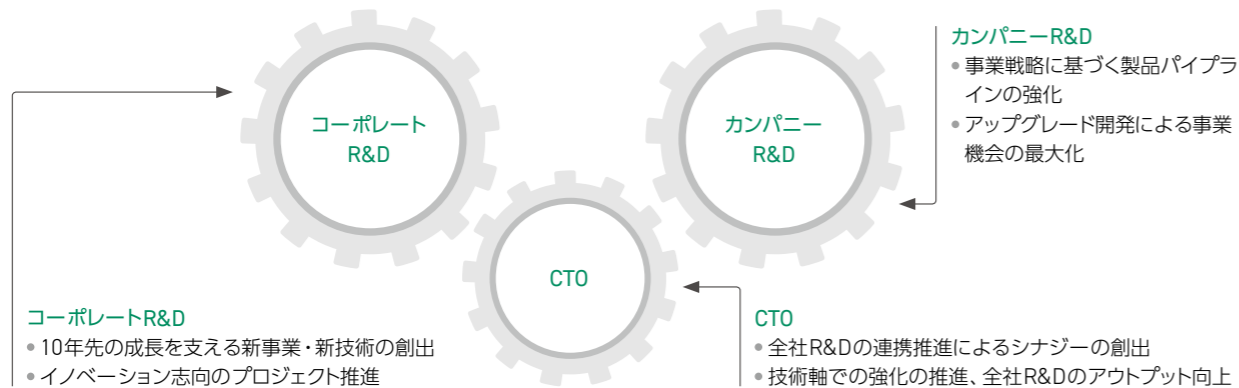 コーポレート
R&D
カンパニー
R&D
CTO
カンパニーR&D
• 事業戦略に基づく製品パイプラ
インの強化
• アップグレード開発による事業
機会の最大化
コーポレートR&D
• 10年先の成長を支える新事業・新技術の創出
• イノベーション志向のプロジェクト推進
CTO
• 全社R&Dの連携推進によるシナジーの創出
• 技術軸での強化の推進、全社R&Dのアウトプット向上